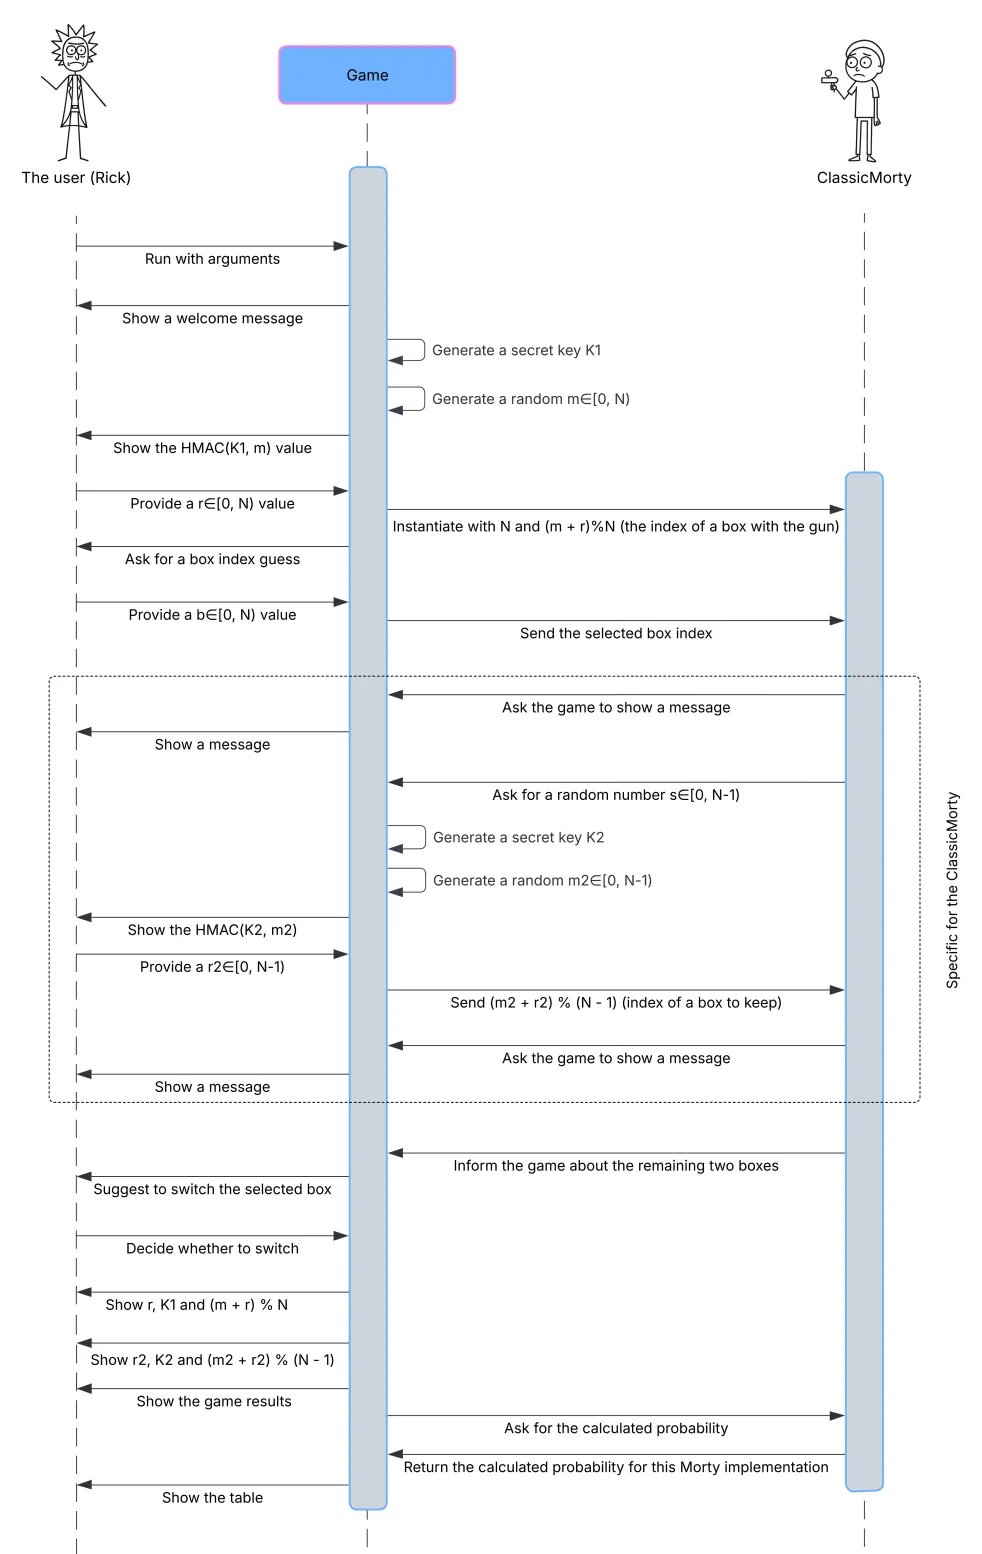 Game
The user (Rick)
ClassicMorty
Run with arguments
Show a welcome message
Generate a secret key K1
Generate a random m∈[0, N)
Show the HMAC(K1, m) value
Provide a r∈[0, N) value
Instantiate with N and (m + r)%N (the index of a box with the gun)
Ask for a box index guess
Provide a b∈[0, N) value
Send the selected box index
Ask the game to show a message
Show a message
Ask for a random number s∈[0, N-1)
Specific for the ClassicMorty
Generate a secret key K2
Generate a random m2∈[0, N-1)
Show the HMAC(K2, m2)
Provide a r2∈[0, N-1)
Send (m2 + r2) % (N - 1) (index of a box to keep)
Ask the game to show a message
Show a message
Inform the game about the remaining two boxes
Suggest to switch the selected box
Decide whether to switch
Show r, K1 and (m + r) % N
Show r2, K2 and (m2 + r2) % (N - 1)
Show the game results
Ask for the calculated probability
Return the calculated probability for this Morty implementation
Show the table